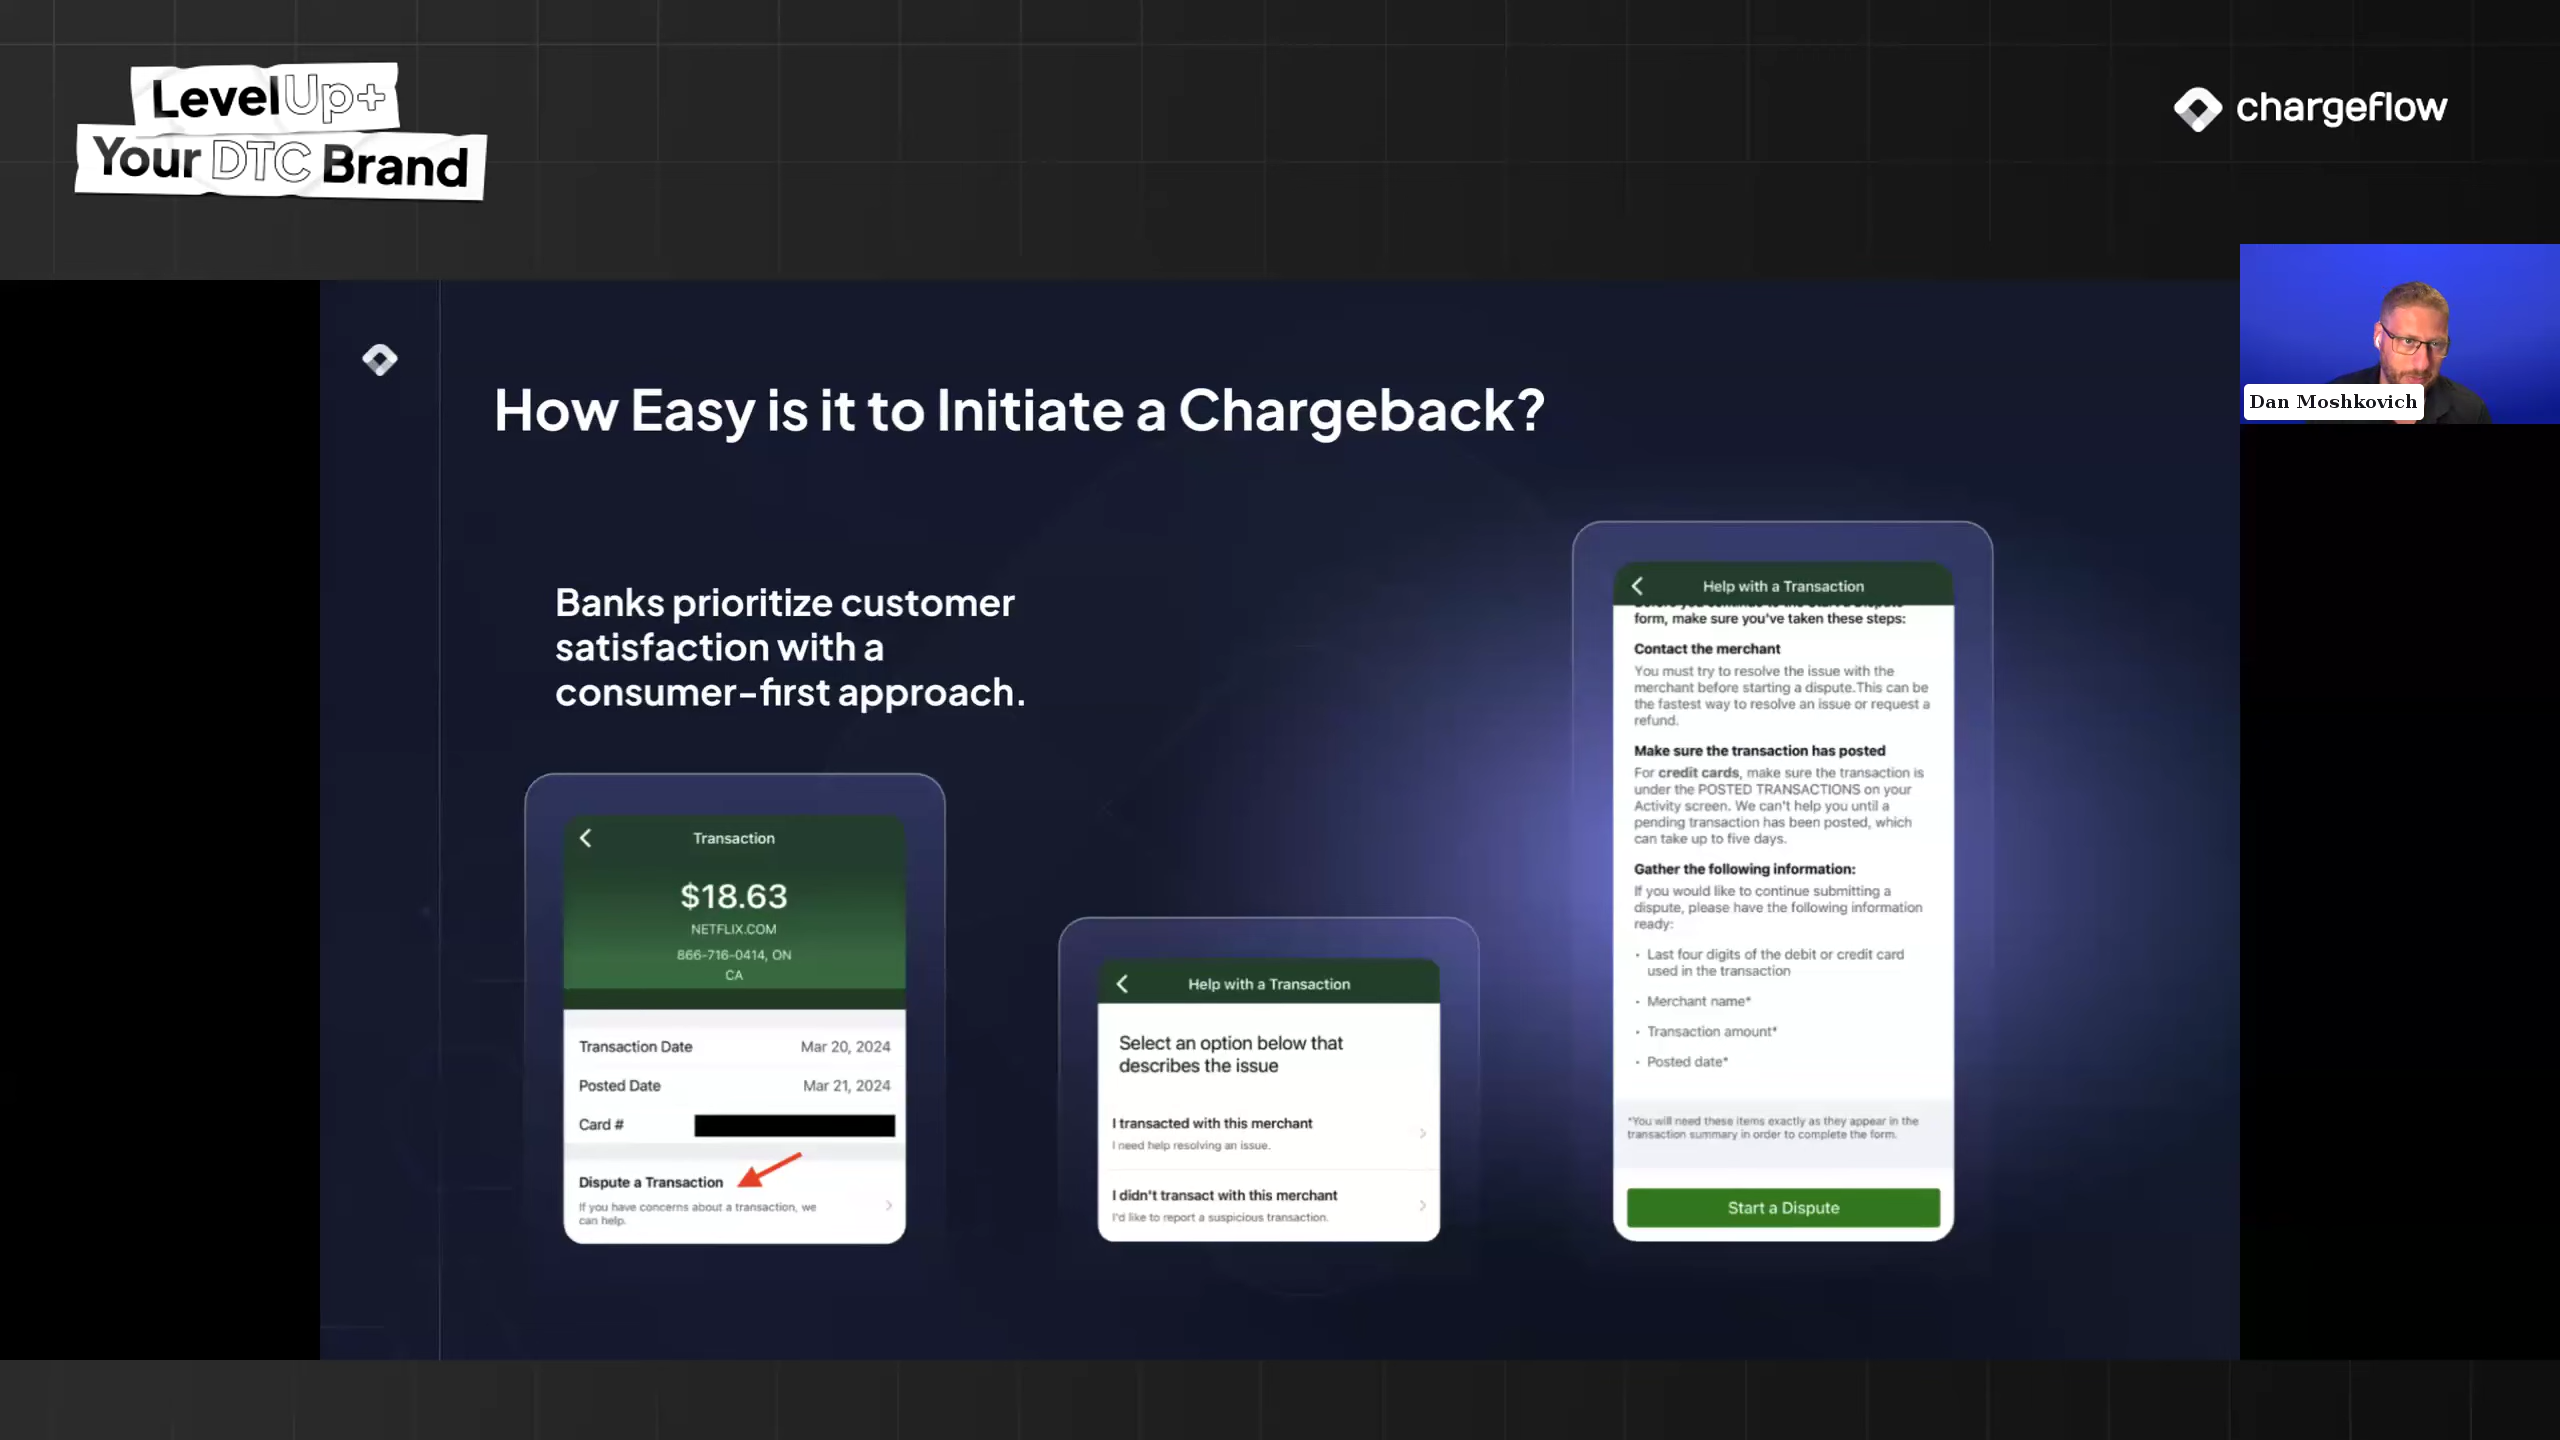 LevelUp+
Your DTC Brand
chargeflow
Dan Moshkovich
How Easy is it to Initiate a Chargeback?
Banks prioritize customer
satisfaction with a
consumer-first approach.
Transaction
$18.63
NETFLIX.COM
866-716-0414, ON
CA
Transaction Date Mar 20, 2024
Posted Date Mar 21, 2024
Card #
Dispute a Transaction
If you have concerns about a transaction, we
can help.
Help with a Transaction
Select an option below that
describes the issue
I transacted with this merchant
I need help resolving an issue.
I didn't transact with this merchant
I'd like to report a suspicious transaction.
Help with a Transaction
form, make sure you've taken these steps:
Contact the merchant
You must try to resolve the issue with the
merchant before starting a dispute.This can be
the fastest way to resolve an issue or request a
refund.
Make sure the transaction has posted
For credit cards, make sure the transaction is
under the POSTED TRANSACTIONS on your
Activity screen. We can't help you until a
pending transaction has been posted, which
can take up to five days.
Gather the following information:
If you would like to continue submitting a
dispute, please have the following information
ready:
• Last four digits of the debit or credit card
used in the transaction
• Merchant name*
• Transaction amount*
• Posted date*
*You will need these items exactly as they appear in the
transaction summary in order to complete the form.
Start a Dispute